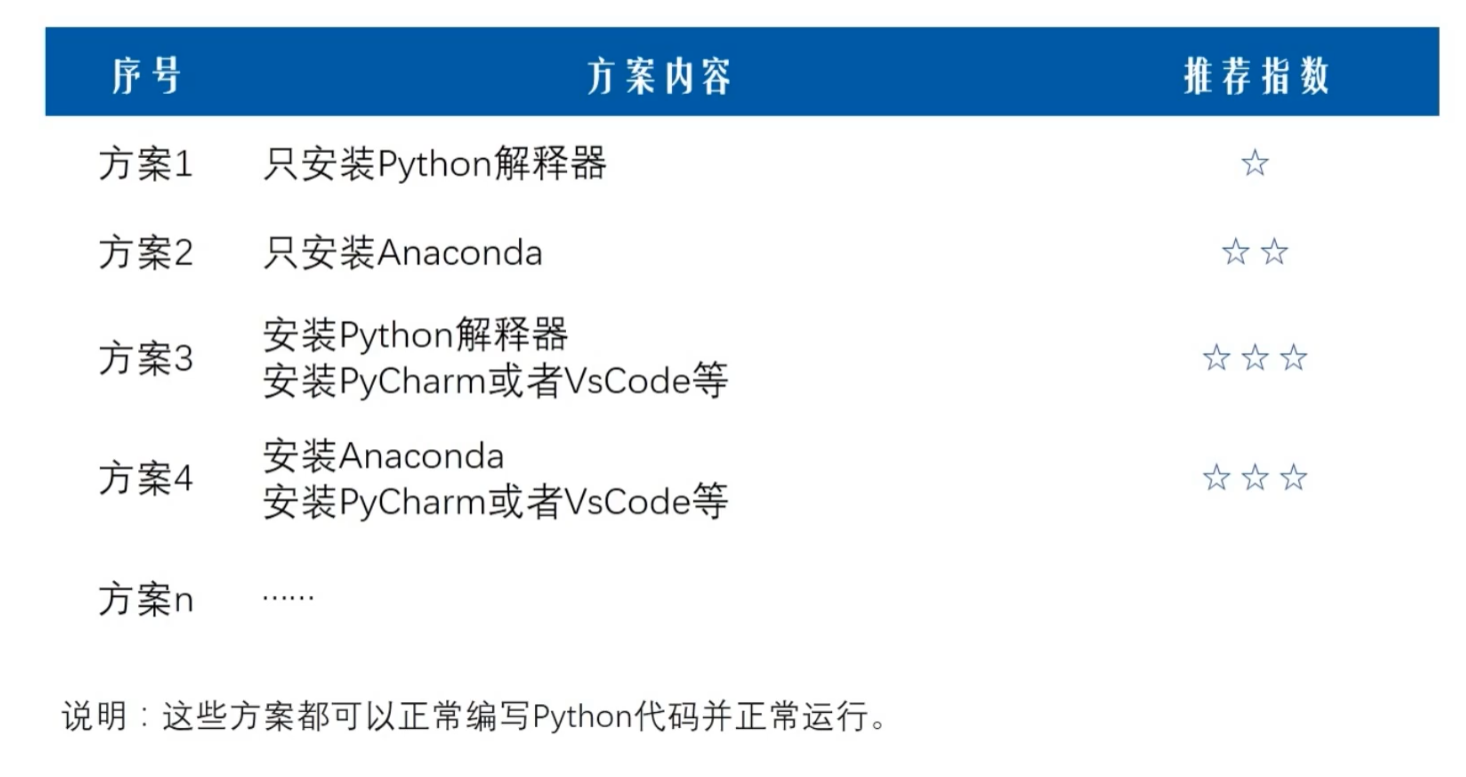 序号 方案内容 推荐指数
方案1 只安装Python解释器 ☆
方案2 只安装Anaconda ☆☆
安装Python解释器
方案3 ☆☆☆
安装PyCharm或者VsCode等
安装Anaconda
方案4 ☆☆☆
安装PyCharm或者VsCode等
方案n ……
说明：这些方案都可以正常编写Python代码并正常运行。